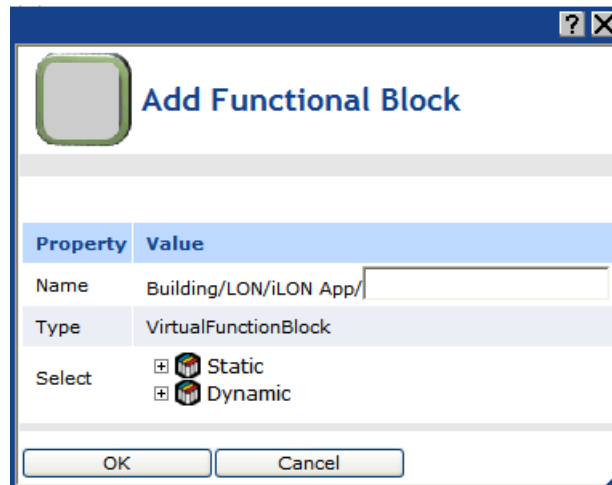 ?
Add Functional Block
Property Value
Name Building/LON/iLON App/
Type VirtualFunctionBlock
Select
Static
Dynamic
OK Cancel